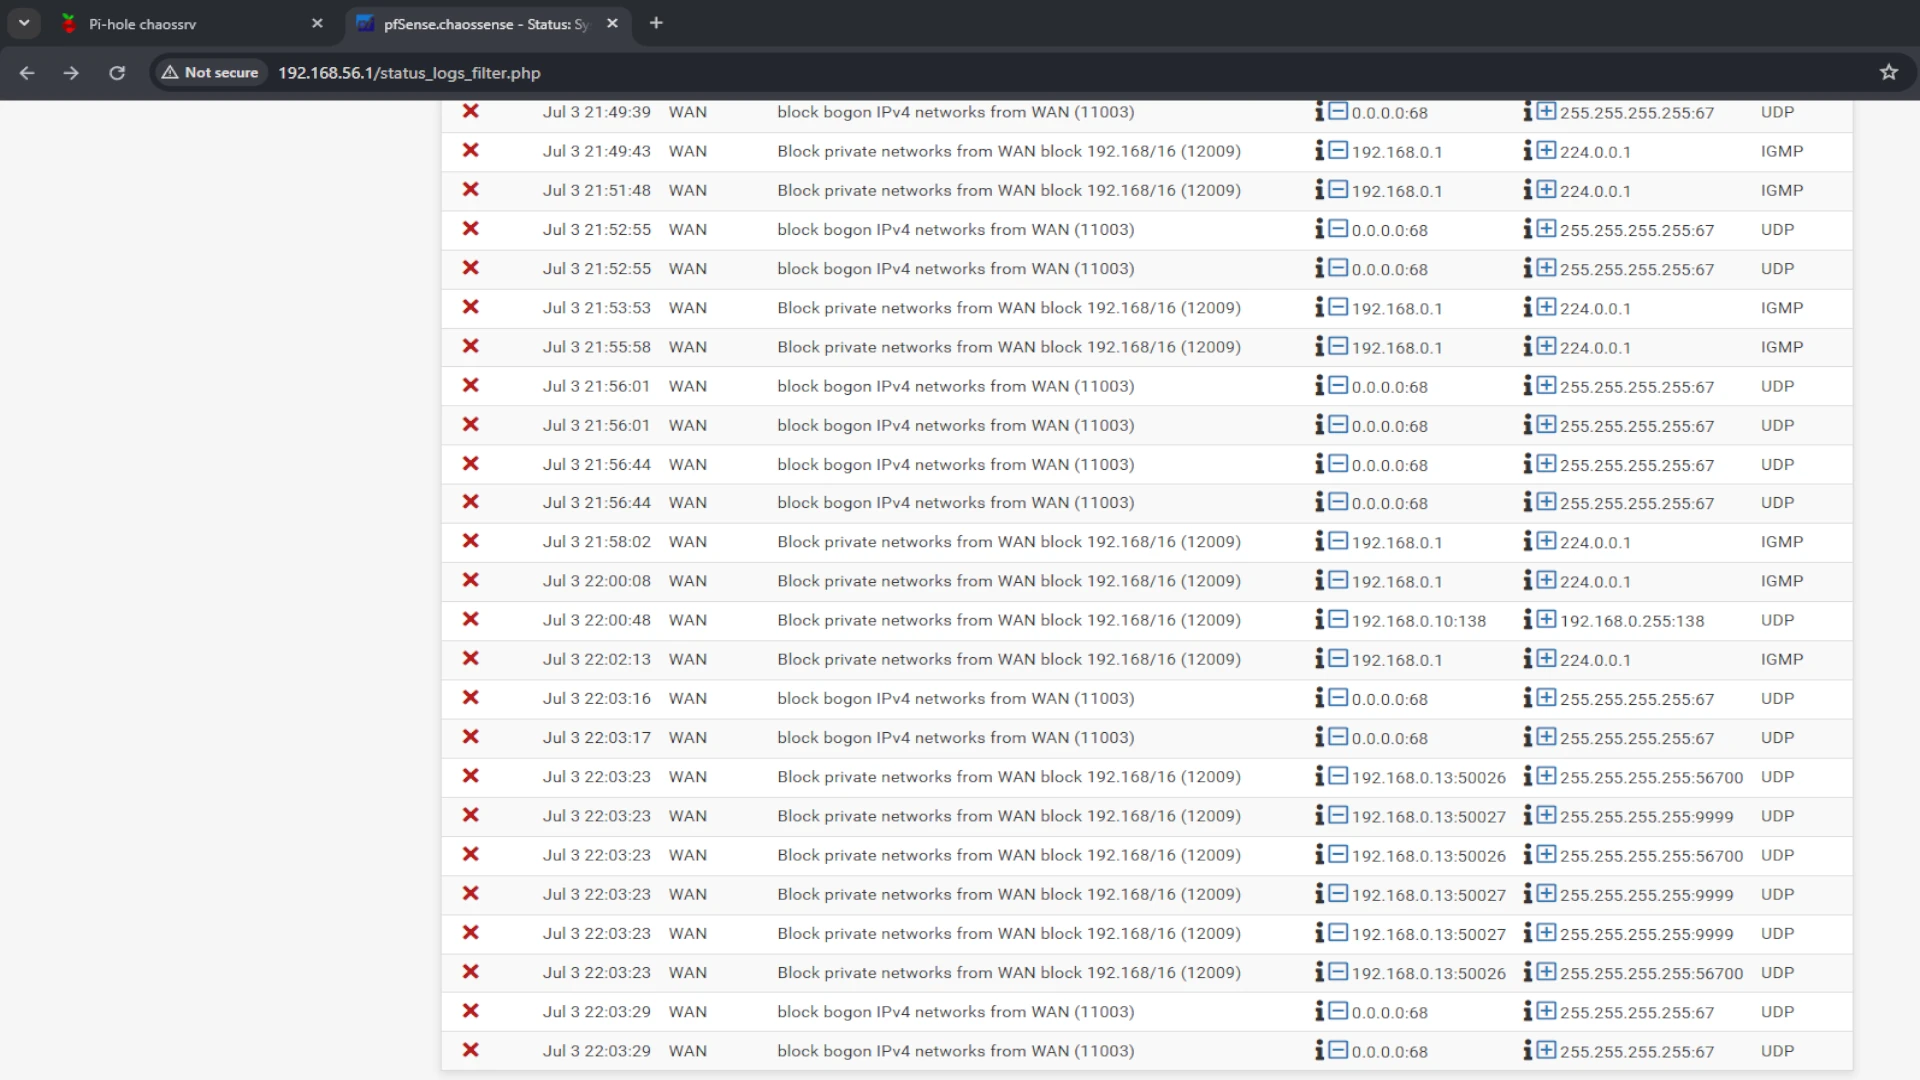 Pi-hole chaossrv
pfSense.chaossense - Status: Sy
Not secure 192.168.56.1/status_logs_filter.php
Jul 3 21:49:39 WAN block bogon IPv4 networks from WAN (11003) 0.0.0.0:68 255.255.255.255:67 UDP
Jul 3 21:49:43 WAN Block private networks from WAN block 192.168/16 (12009) 192.168.0.1 224.0.0.1 IGMP
Jul 3 21:51:48 WAN Block private networks from WAN block 192.168/16 (12009) 192.168.0.1 224.0.0.1 IGMP
Jul 3 21:52:55 WAN block bogon IPv4 networks from WAN (11003) 0.0.0.0:68 255.255.255.255:67 UDP
Jul 3 21:52:55 WAN block bogon IPv4 networks from WAN (11003) 0.0.0.0:68 255.255.255.255:67 UDP
Jul 3 21:53:53 WAN Block private networks from WAN block 192.168/16 (12009) 192.168.0.1 224.0.0.1 IGMP
Jul 3 21:55:58 WAN Block private networks from WAN block 192.168/16 (12009) 192.168.0.1 224.0.0.1 IGMP
Jul 3 21:56:01 WAN block bogon IPv4 networks from WAN (11003) 0.0.0.0:68 255.255.255.255:67 UDP
Jul 3 21:56:01 WAN block bogon IPv4 networks from WAN (11003) 0.0.0.0:68 255.255.255.255:67 UDP
Jul 3 21:56:44 WAN block bogon IPv4 networks from WAN (11003) 0.0.0.0:68 255.255.255.255:67 UDP
Jul 3 21:56:44 WAN block bogon IPv4 networks from WAN (11003) 0.0.0.0:68 255.255.255.255:67 UDP
Jul 3 21:58:02 WAN Block private networks from WAN block 192.168/16 (12009) 192.168.0.1 224.0.0.1 IGMP
Jul 3 22:00:08 WAN Block private networks from WAN block 192.168/16 (12009) 192.168.0.1 224.0.0.1 IGMP
Jul 3 22:00:48 WAN Block private networks from WAN block 192.168/16 (12009) 192.168.0.10:138 192.168.0.255:138 UDP
Jul 3 22:02:13 WAN Block private networks from WAN block 192.168/16 (12009) 192.168.0.1 224.0.0.1 IGMP
Jul 3 22:03:16 WAN block bogon IPv4 networks from WAN (11003) 0.0.0.0:68 255.255.255.255:67 UDP
Jul 3 22:03:17 WAN block bogon IPv4 networks from WAN (11003) 0.0.0.0:68 255.255.255.255:67 UDP
Jul 3 22:03:23 WAN Block private networks from WAN block 192.168/16 (12009) 192.168.0.13:50026 255.255.255.255:56700 UDP
Jul 3 22:03:23 WAN Block private networks from WAN block 192.168/16 (12009) 192.168.0.13:50027 255.255.255.255:9999 UDP
Jul 3 22:03:23 WAN Block private networks from WAN block 192.168/16 (12009) 192.168.0.13:50026 255.255.255.255:56700 UDP
Jul 3 22:03:23 WAN Block private networks from WAN block 192.168/16 (12009) 192.168.0.13:50027 255.255.255.255:9999 UDP
Jul 3 22:03:23 WAN Block private networks from WAN block 192.168/16 (12009) 192.168.0.13:50027 255.255.255.255:9999 UDP
Jul 3 22:03:23 WAN Block private networks from WAN block 192.168/16 (12009) 192.168.0.13:50026 255.255.255.255:56700 UDP
Jul 3 22:03:29 WAN block bogon IPv4 networks from WAN (11003) 0.0.0.0:68 255.255.255.255:67 UDP
Jul 3 22:03:29 WAN block bogon IPv4 networks from WAN (11003) 0.0.0.0:68 255.255.255.255:67 UDP